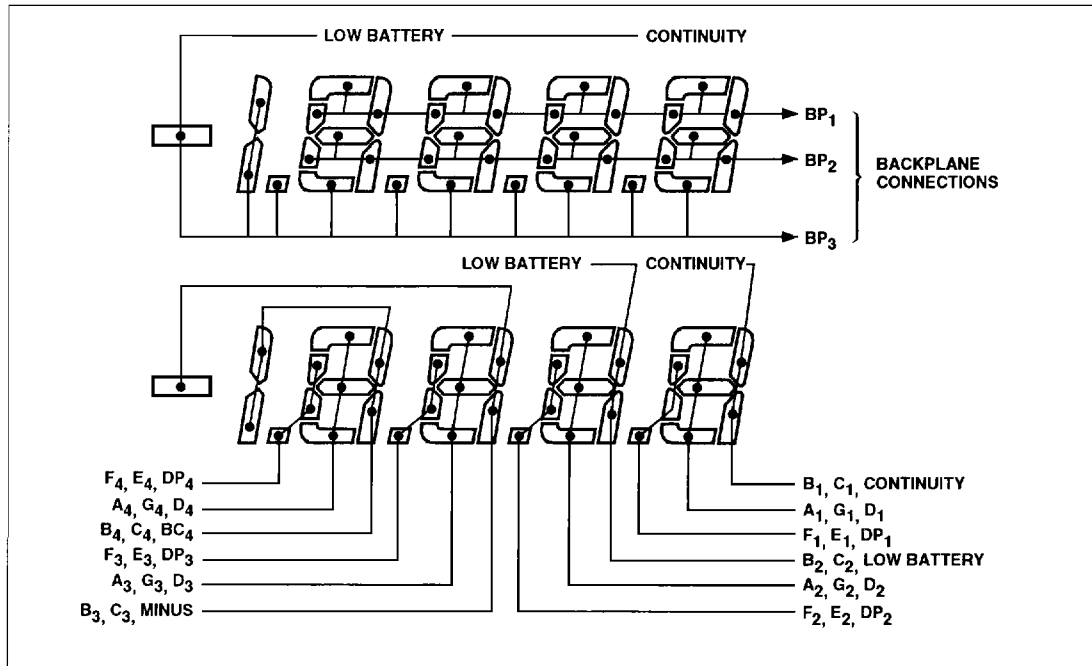 LOW BATTERY CONTINUITY
BP1
BP2
BACKPLANE
CONNECTIONS
BP3
LOW BATTERY CONTINUITY
F4, E4, DP4
A4, G4, D4
B4, C4, BC4
F3, E3, DP3
A3, G3, D3
B3, C3, MINUS
B1, C1, CONTINUITY
A1, G1, D1
F1, E1, DP1
B2, C2, LOW BATTERY
A2, G2, D2
F2, E2, DP2